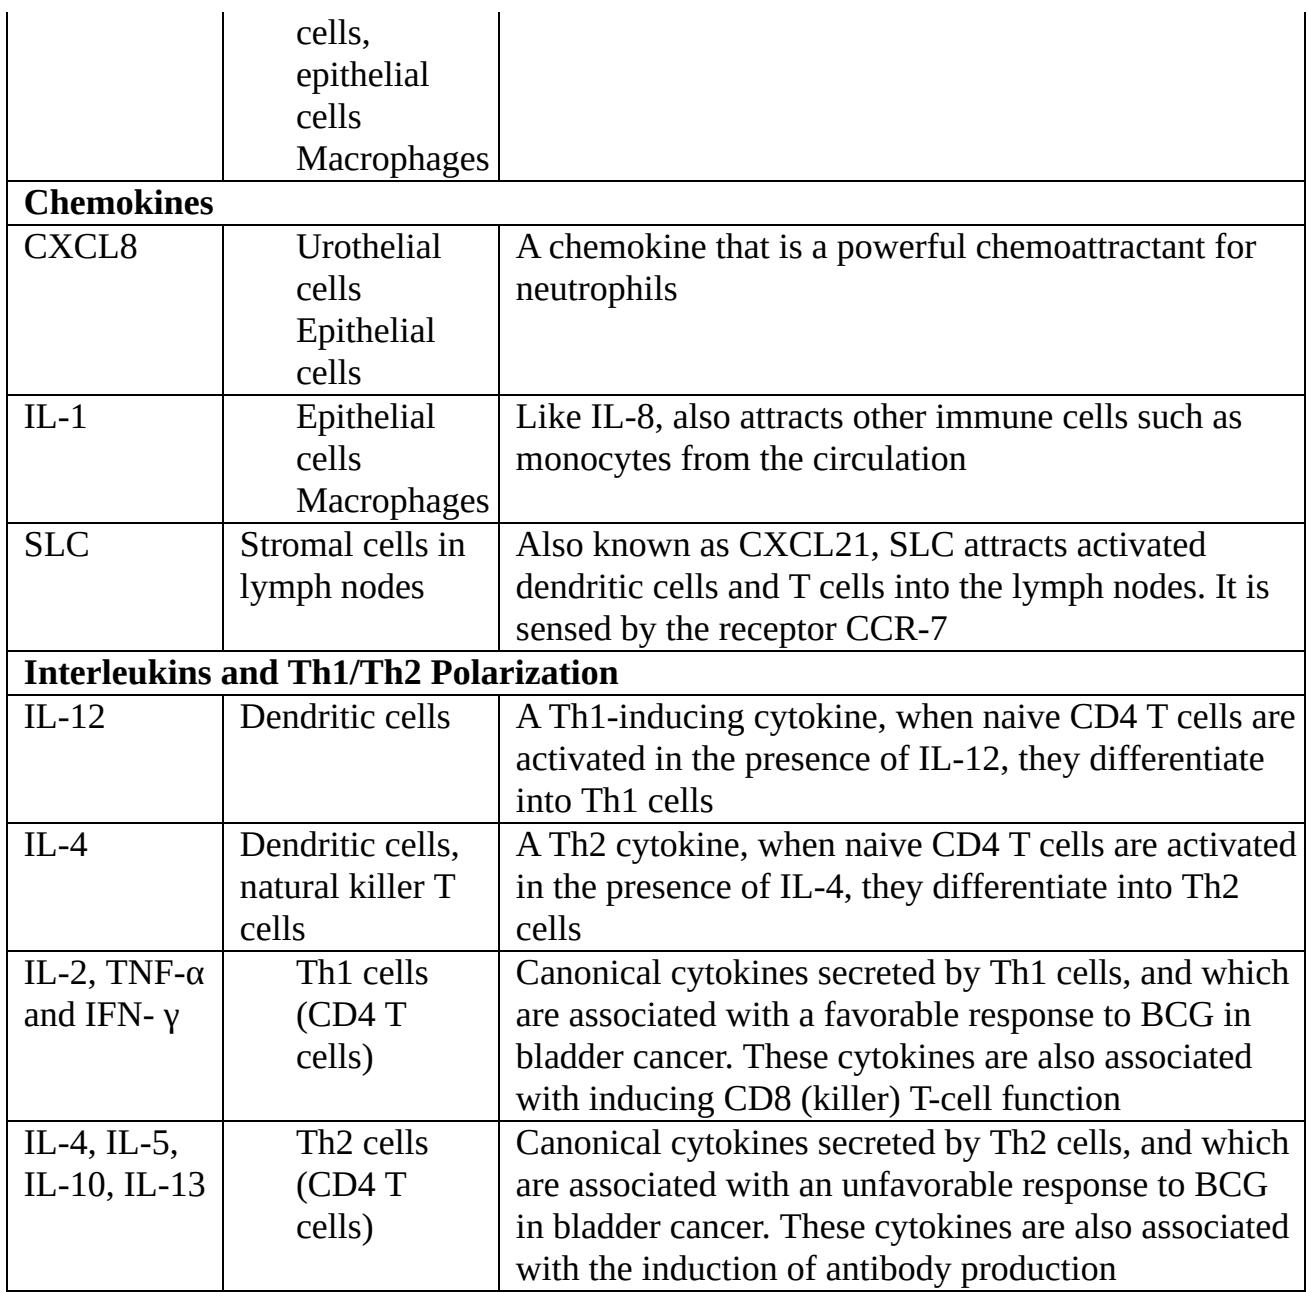 cells,
epithelial
cells
Macrophages
Chemokines
CXCL8
Urothelial
cells
Epithelial
cells
A chemokine that is a powerful chemoattractant for
neutrophils
IL-1
Epithelial
cells
Macrophages
Like IL-8, also attracts other immune cells such as
monocytes from the circulation
SLC
Stromal cells in
lymph nodes
Also known as CXCL21, SLC attracts activated
dendritic cells and T cells into the lymph nodes. It is
sensed by the receptor CCR-7
Interleukins and Th1/Th2 Polarization
IL-12
Dendritic cells
A Th1-inducing cytokine, when naive CD4 T cells are
activated in the presence of IL-12, they differentiate
into Th1 cells
IL-4
Dendritic cells,
natural killer T
cells
A Th2 cytokine, when naive CD4 T cells are activated
in the presence of IL-4, they differentiate into Th2
cells
IL-2, TNF-α
and IFN- γ
Th1 cells
(CD4 T
cells)
Canonical cytokines secreted by Th1 cells, and which
are associated with a favorable response to BCG in
bladder cancer. These cytokines are also associated
with inducing CD8 (killer) T-cell function
IL-4, IL-5,
IL-10, IL-13
Th2 cells
(CD4 T
cells)
Canonical cytokines secreted by Th2 cells, and which
are associated with an unfavorable response to BCG
in bladder cancer. These cytokines are also associated
with the induction of antibody production